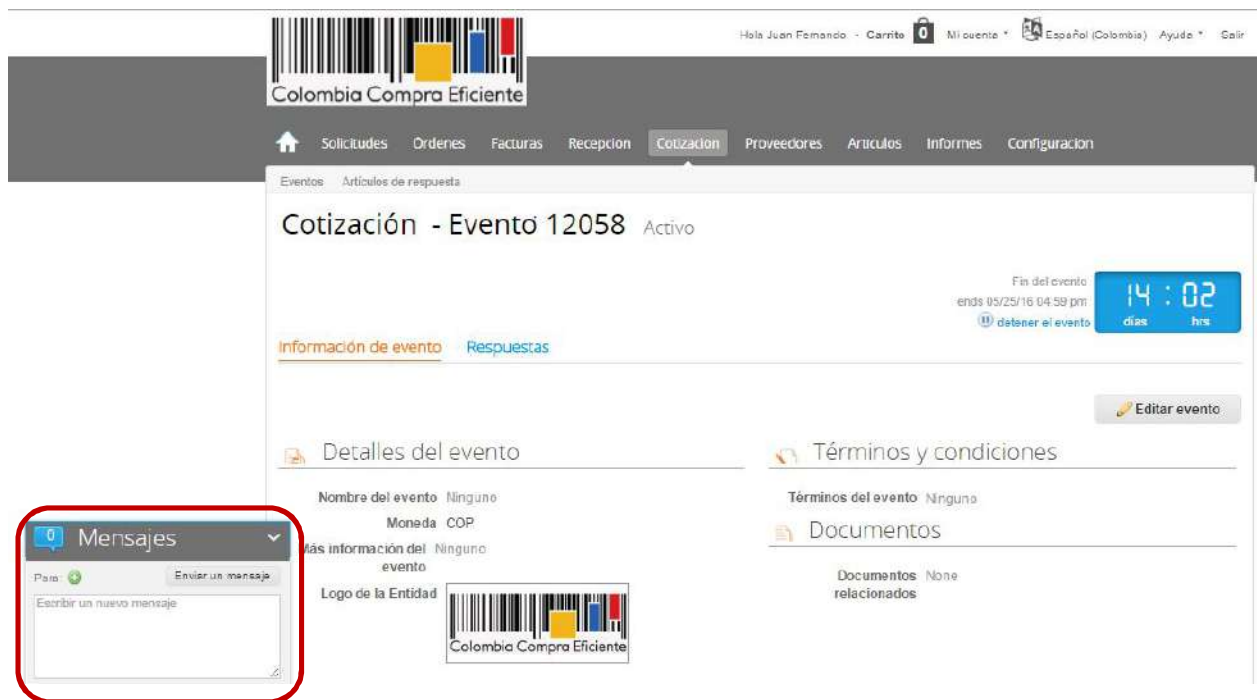 Colombia Compra Eficiente
Hola Juan Fernando - Carrito 0 Mi cuenta Español (Colombia) Ayuda Salir
Solicitudes Ordenes Facturas Recepcion Cotizacion Proveedores Articulos Informes Configuracion
Eventos Artículos de respuesta
Cotización - Evento 12058 Activo
Fin del evento
ends 05/25/16 04:59 pm
detener el evento
14 : 02
días hrs
Información de evento Respuestas
Editar evento
Detalles del evento
Nombre del evento Ninguno
Moneda COP
Más información del evento Ninguno
Logo de la Entidad
Colombia Compra Eficiente
Términos y condiciones
Términos del evento Ninguno
Documentos
Documentos relacionados None
0 Mensajes
Para: Enviar un mensaje
Escribir un nuevo mensaje